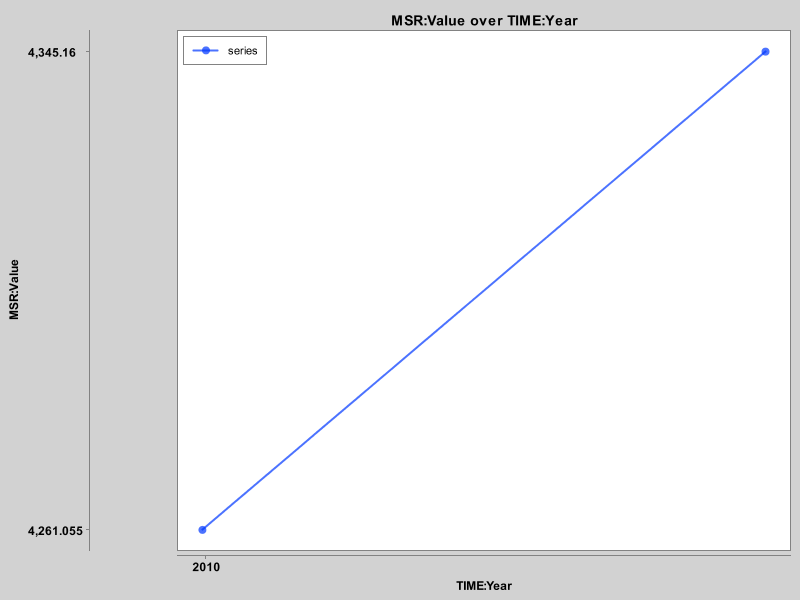 MSR:Value over TIME:Year
series
4,345.16
MSR:Value
4,261.055
2010
TIME:Year